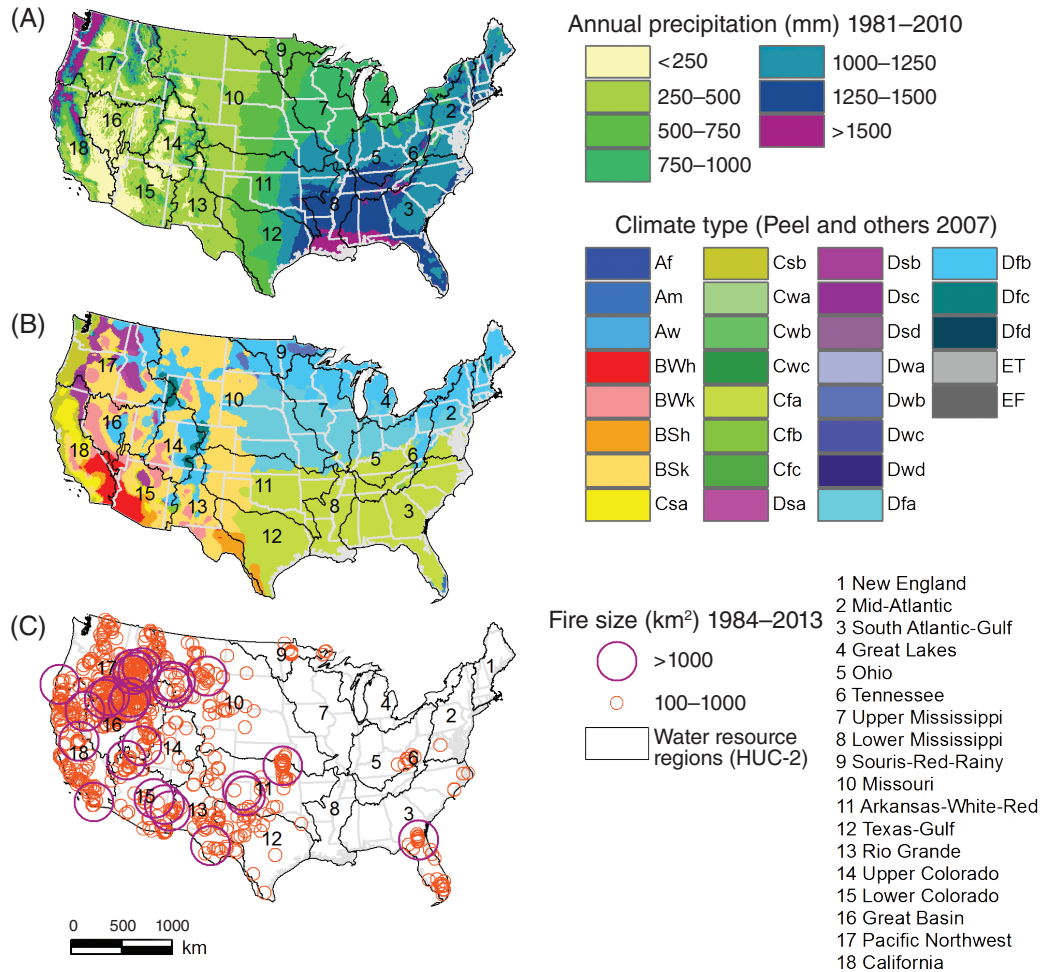 (A)
9
17
10
7
4
2
16
18
14
5
6
11
15
13
12
8
3
Annual precipitation (mm) 1981–2010
<250
250–500
500–750
750–1000
1000–1250
1250–1500
>1500
(B)
9
17
10
7
4
2
16
18
14
5
6
11
15
13
12
8
3
Climate type (Peel and others 2007)
Af
Am
Aw
BWh
BWk
BSh
BSk
Csa
Csb
Cwa
Cwb
Cwc
Cfa
Cfb
Cfc
Dsa
Dsb
Dsc
Dsd
Dwa
Dwb
Dwc
Dwd
Dfa
Dfb
Dfc
Dfd
ET
EF
(C)
9
1
17
10
7
4
2
16
18
14
5
6
11
15
13
12
8
3
0 500 1000
km
Fire size (km²) 1984–2013
>1000
100–1000
Water resource
regions (HUC-2)
1 New England
2 Mid-Atlantic
3 South Atlantic-Gulf
4 Great Lakes
5 Ohio
6 Tennessee
7 Upper Mississippi
8 Lower Mississippi
9 Souris-Red-Rainy
10 Missouri
11 Arkansas-White-Red
12 Texas-Gulf
13 Rio Grande
14 Upper Colorado
15 Lower Colorado
16 Great Basin
17 Pacific Northwest
18 California